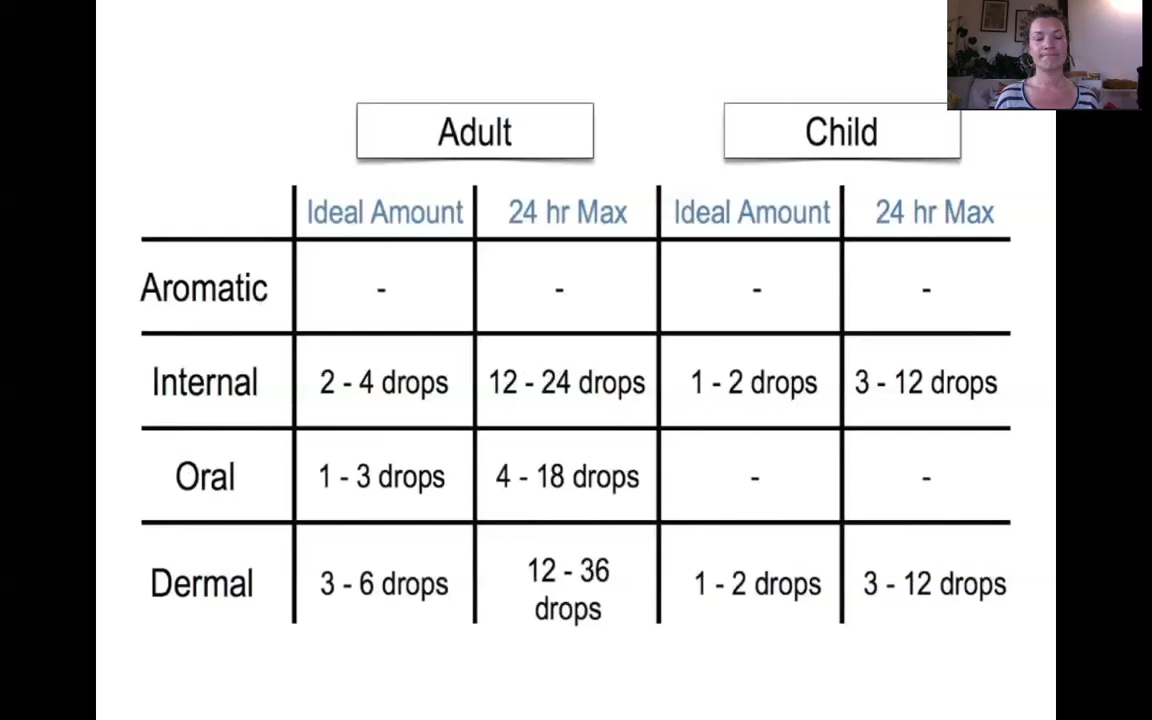 Adult Child
Ideal Amount 24 hr Max Ideal Amount 24 hr Max
Aromatic - - - -
Internal 2 - 4 drops 12 - 24 drops 1 - 2 drops 3 - 12 drops
Oral 1 - 3 drops 4 - 18 drops - -
Dermal 3 - 6 drops 12 - 36 drops 1 - 2 drops 3 - 12 drops